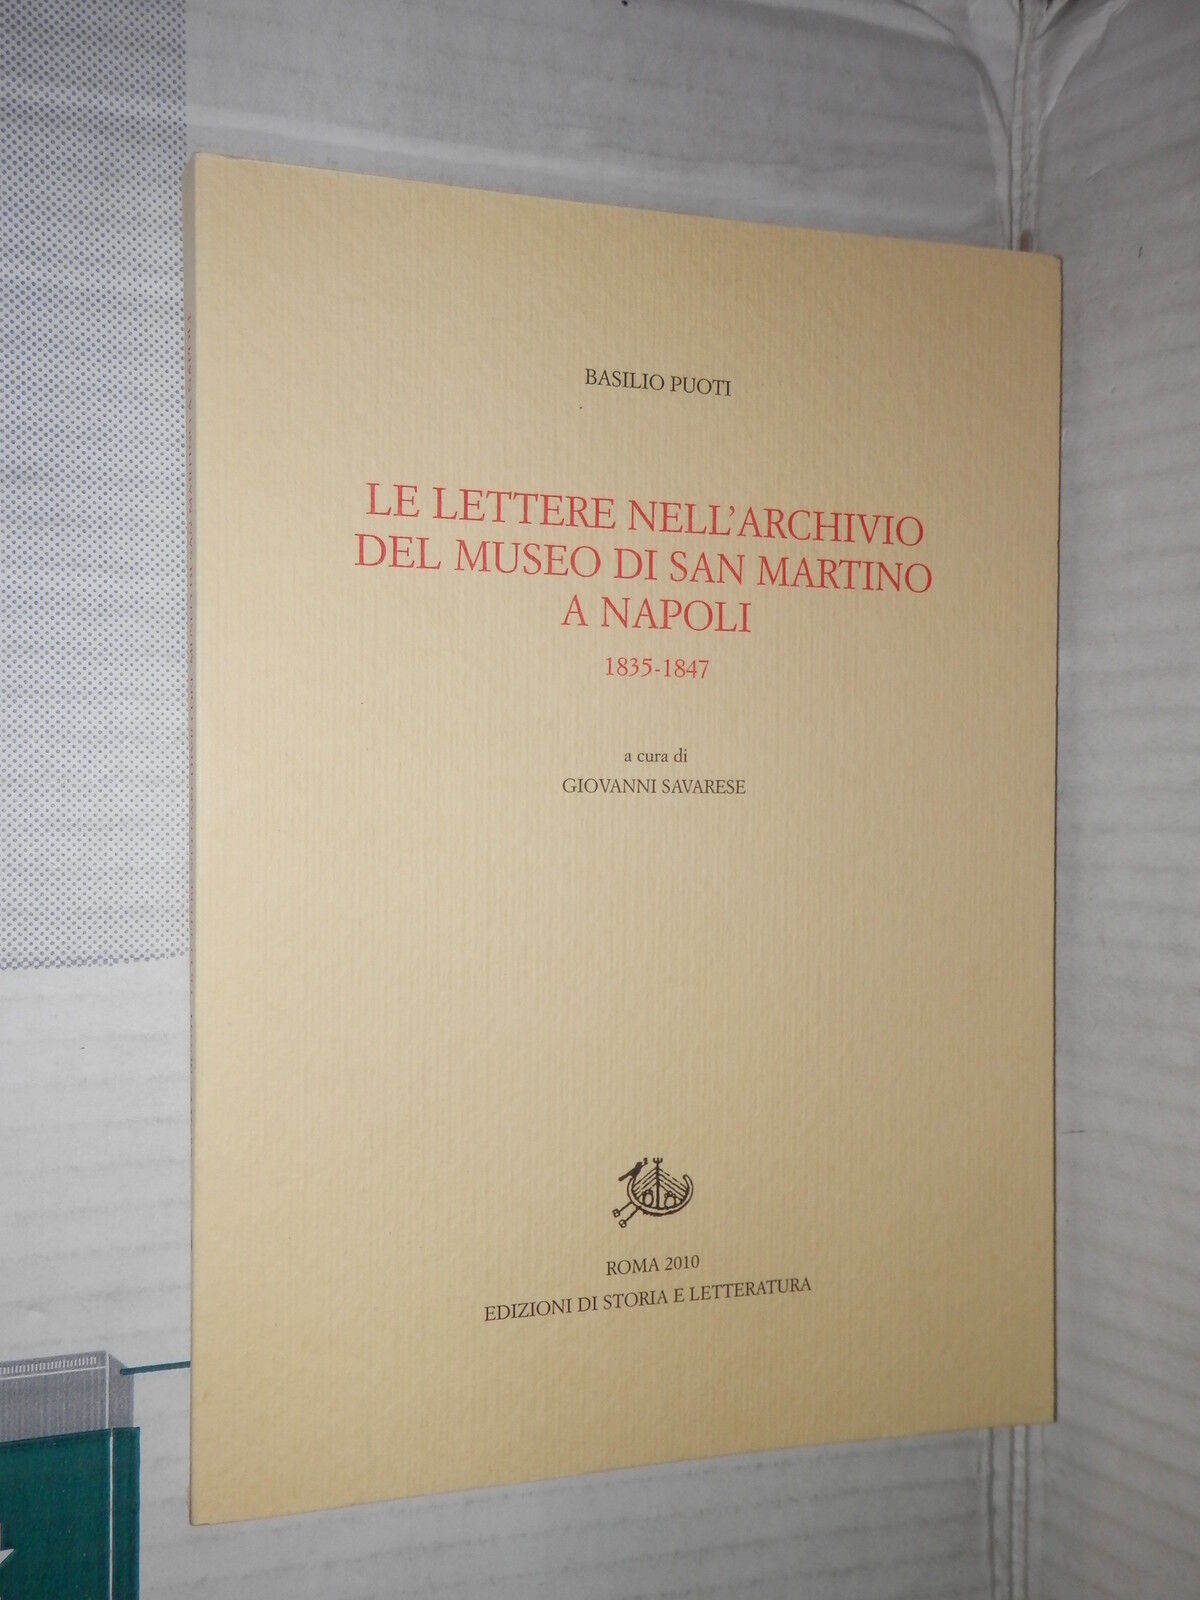 BASILIO PUOTI
LE LETTERE NELL'ARCHIVIO
DEL MUSEO DI SAN MARTINO
A NAPOLI
1835-1847
a cura di
GIOVANNI SAVARESE
ROMA 2010
EDIZIONI DI STORIA E LETTERATURA